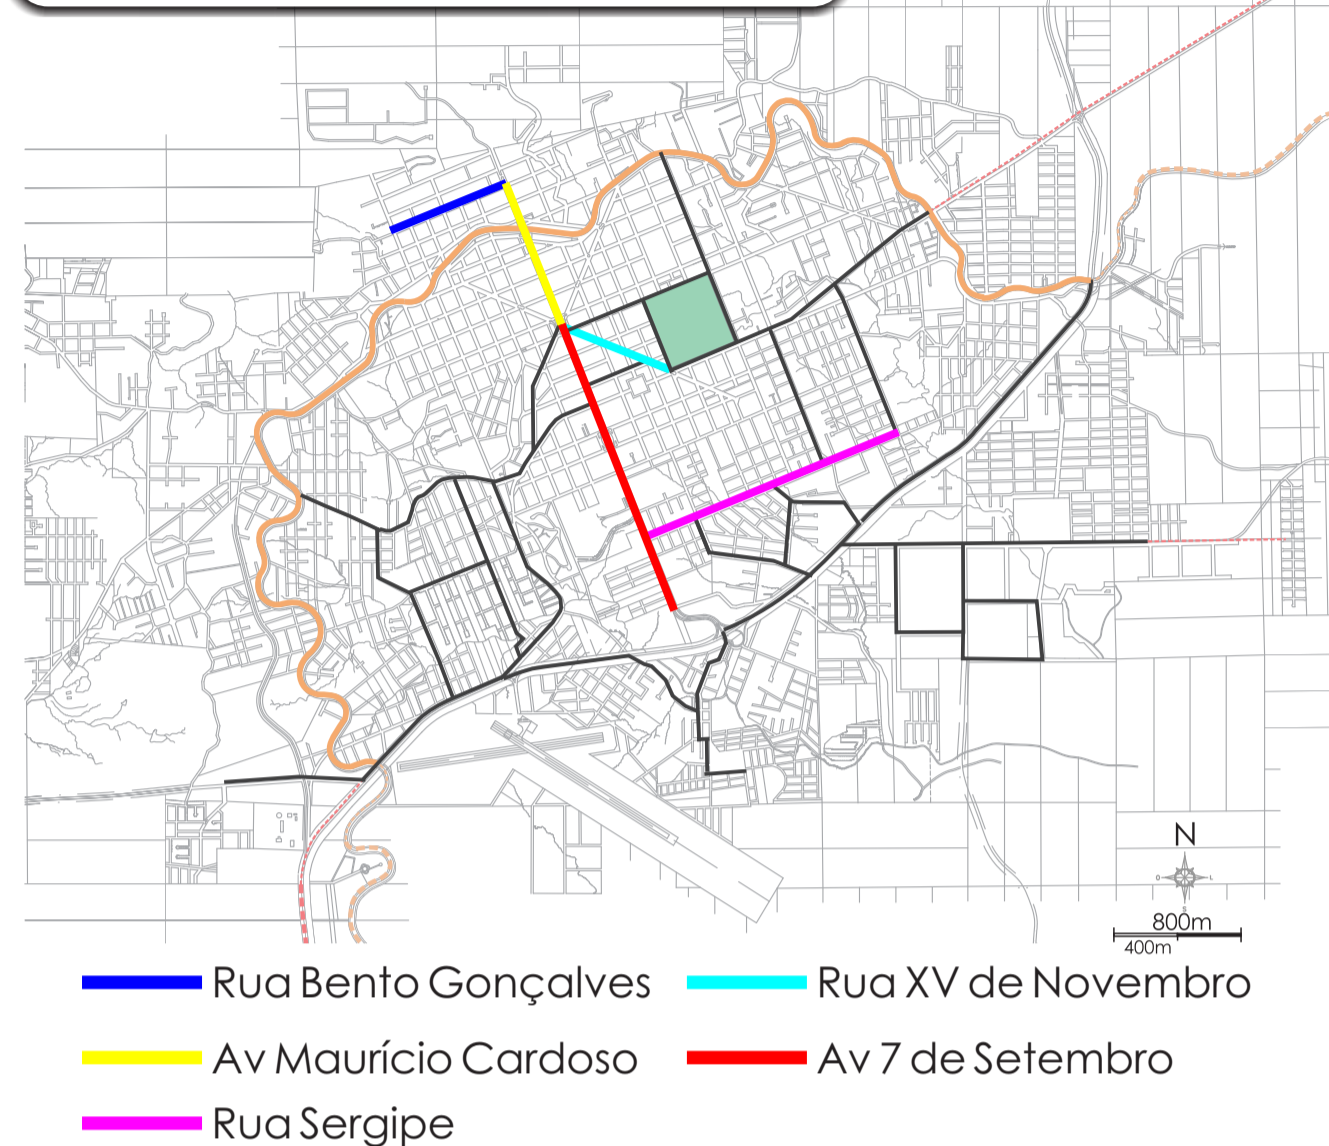 N
O
L
S
800m
400m
Rua Bento Gonçalves
Rua XV de Novembro
Av Maurício Cardoso
Av 7 de Setembro
Rua Sergipe